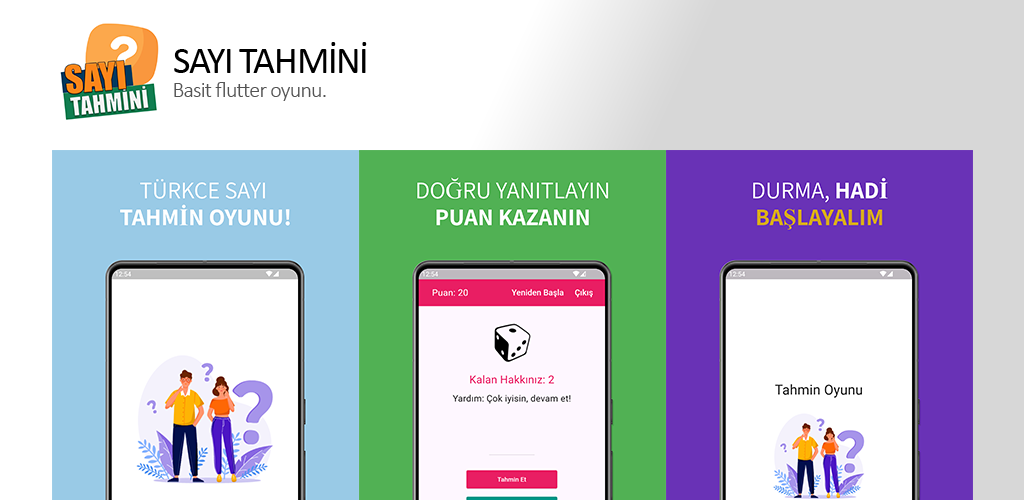 SAYI
TAHMİNİ
SAYI TAHMİNİ
Basit flutter oyunu.
TÜRKCE SAYI
TAHMİN OYUNU!
12:54
DOĞRU YANITLAYIN
PUAN KAZANIN
12:54
Puan: 20 Yeniden Başla Çıkış
Kalan Hakkınız: 2
Yardım: Çok iyisin, devam et!
Tahmin Et
DURMA, HADİ
BAŞLAYALIM
12:54
Tahmin Oyunu